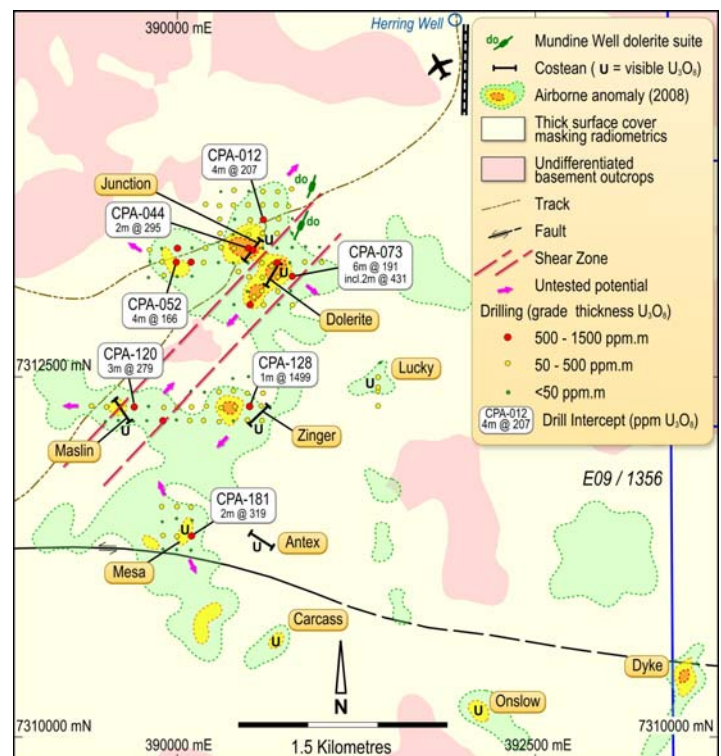 390000 mE
Herring Well
do
Mundine Well dolerite suite
Costean ( U = visible U₃O₈)
Airborne anomaly (2008)
Thick surface cover
masking radiometrics
Undifferentiated
basement outcrops
Track
Fault
Shear Zone
Untested potential
Drilling (grade thickness U₃O₈)
500 - 1500 ppm.m
50 - 500 ppm.m
<50 ppm.m
CPA-012
4m @ 207
Drill Intercept (ppm U₃O₈)
CPA-012
4m @ 207
Junction
do
do
CPA-044
2m @ 295
U
CPA-073
6m @ 191
incl.2m @ 431
U
CPA-052
4m @ 166
Dolerite
7312500 mN
CPA-120
3m @ 279
CPA-128
1m @ 1499
Lucky
U
U
Maslin
U
Zinger
E09 / 1356
CPA-181
2m @ 319
U
U
Antex
Mesa
Carcass
U
Dyke
N
Onslow
U
7310000 mN
390000 mE
1.5 Kilometres
392500 mE
7310000 mN